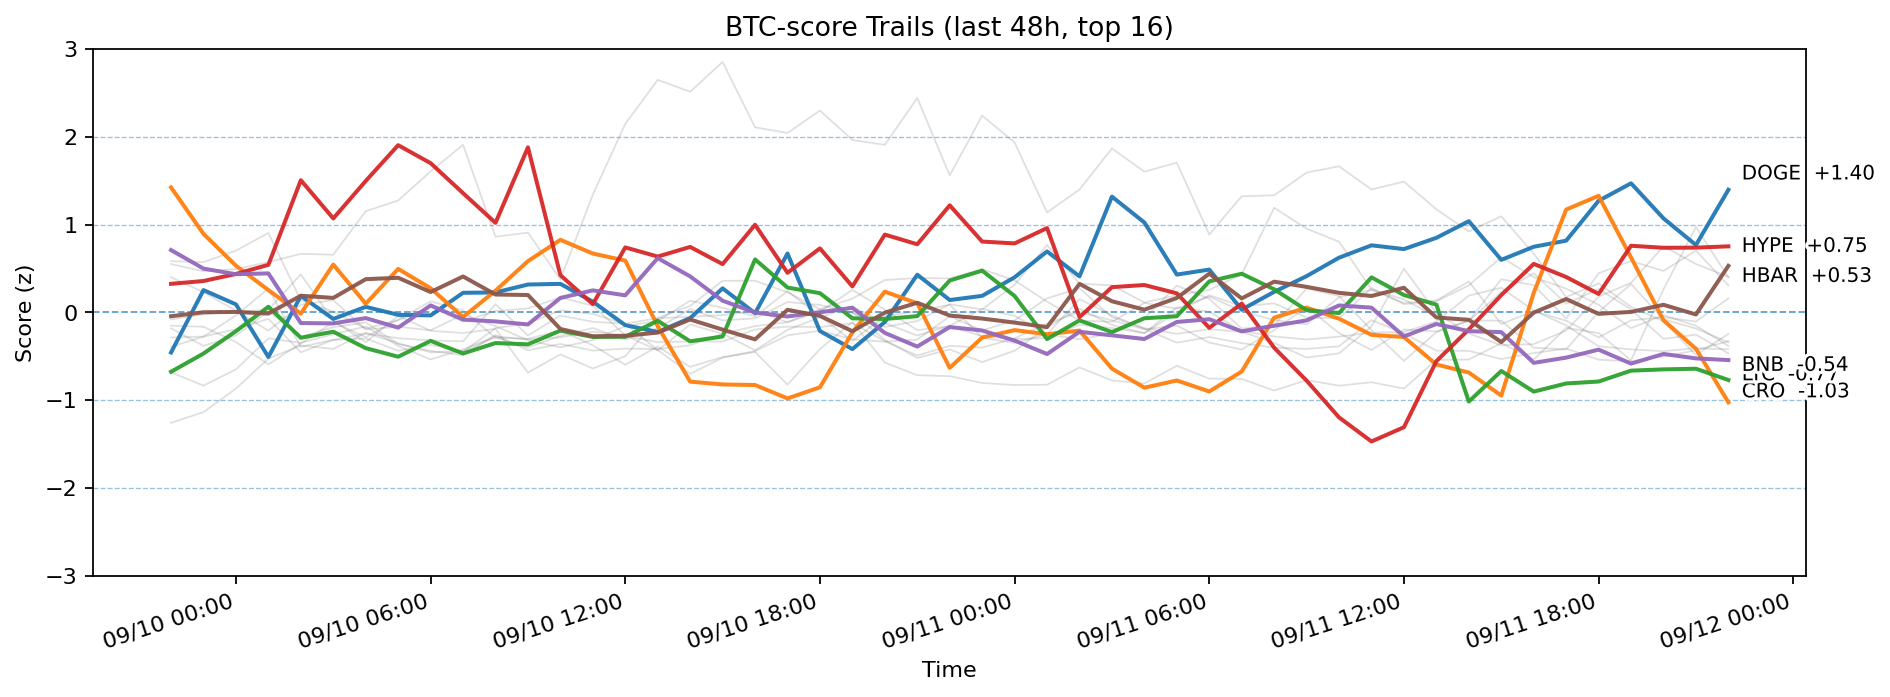 BTC-score Trails (last 48h, top 16)
Score (z)
3
2
1
0
−1
−2
−3
DOGE +1.40
HYPE +0.75
HBAR +0.53
BNB -0.54
LTC -0.77
CRO -1.03
09/10 00:00
09/10 06:00
09/10 12:00
09/10 18:00
09/11 00:00
09/11 06:00
09/11 12:00
09/11 18:00
09/12 00:00
Time